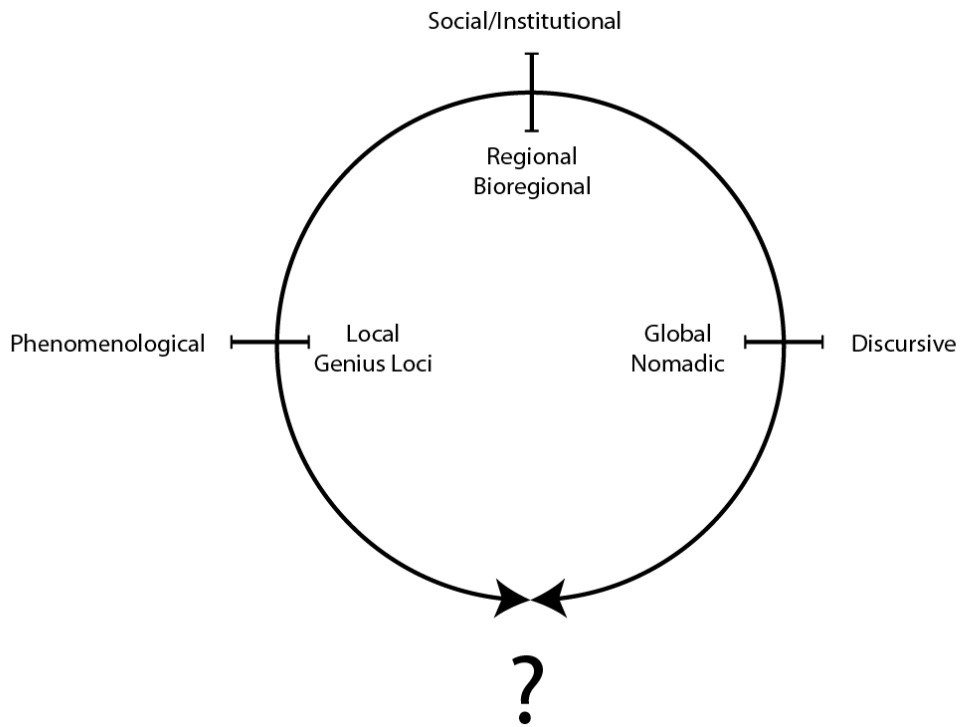 Social/Institutional
Regional
Bioregional
Phenomenological
Local
Genius Loci
Global
Nomadic
Discursive
?